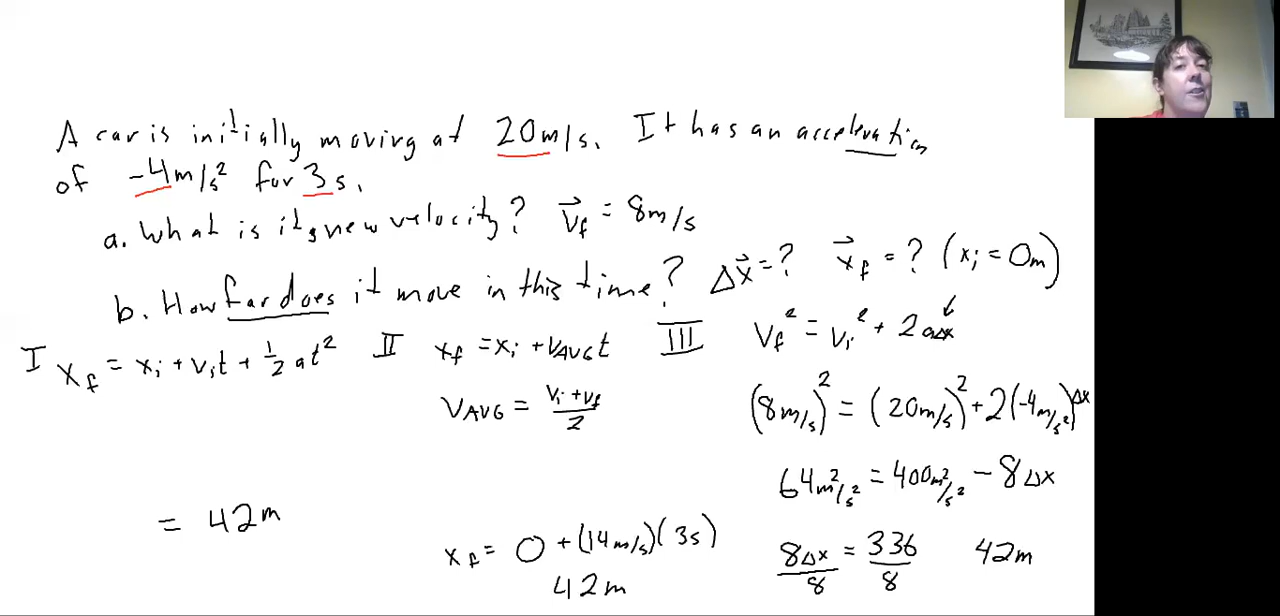 A car is initially moving at 20m/s. It has an acceleration
of -4m/s² for 3s.
a. What is its new velocity? v⃗f = 8m/s
b. How far does it move in this time? Δx⃗ = ? x⃗f = ? (xi = 0m)
I xf = xi + vit + 1/2 at²
II xf = xi + vAVGt
vAVG = (vi + vf)/2
III vf² = vi² + 2aΔx
(8m/s)² = (20m/s)² + 2(-4m/s²)Δx
64m²/s² = 400m²/s² - 8Δx
= 42m
xf = 0 + (14m/s)(3s)
42m
8Δx/8 = 336/8 42m